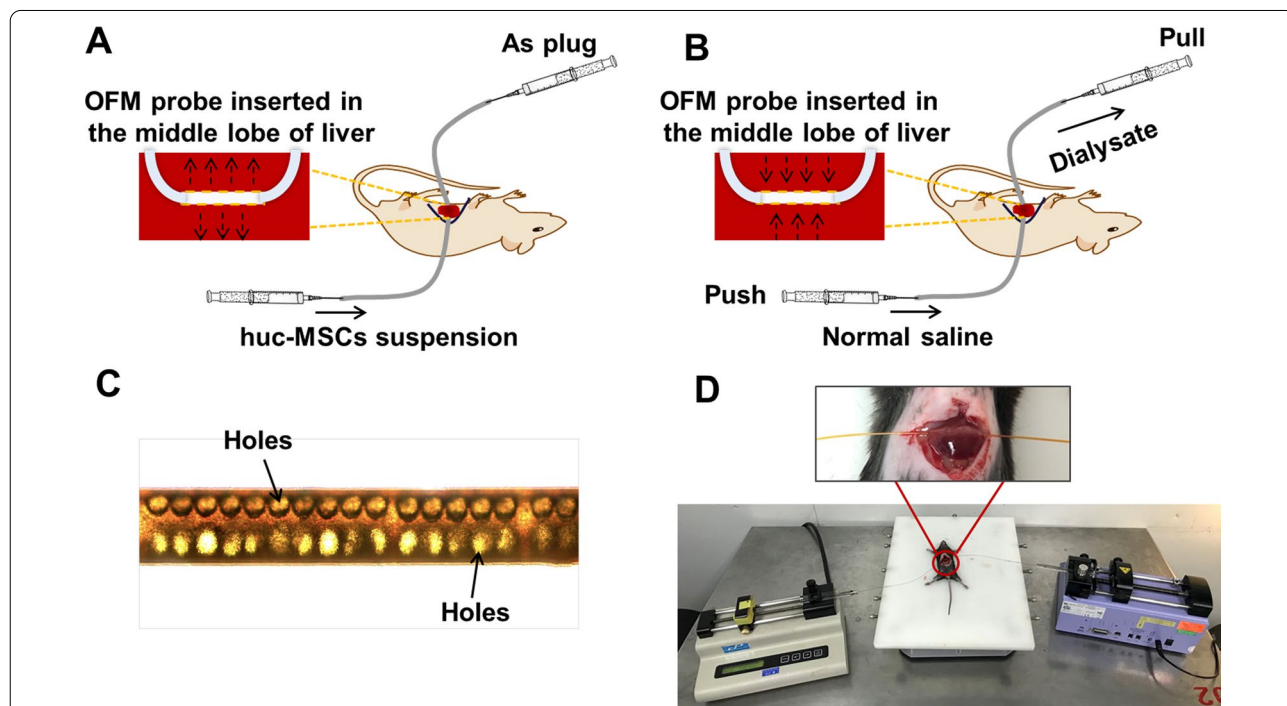 A
As plug
OFM probe inserted in
the middle lobe of liver
huc-MSCs suspension
B
Pull
OFM probe inserted in
the middle lobe of liver
Dialysate
Push
Normal saline
C
Holes
Holes
D